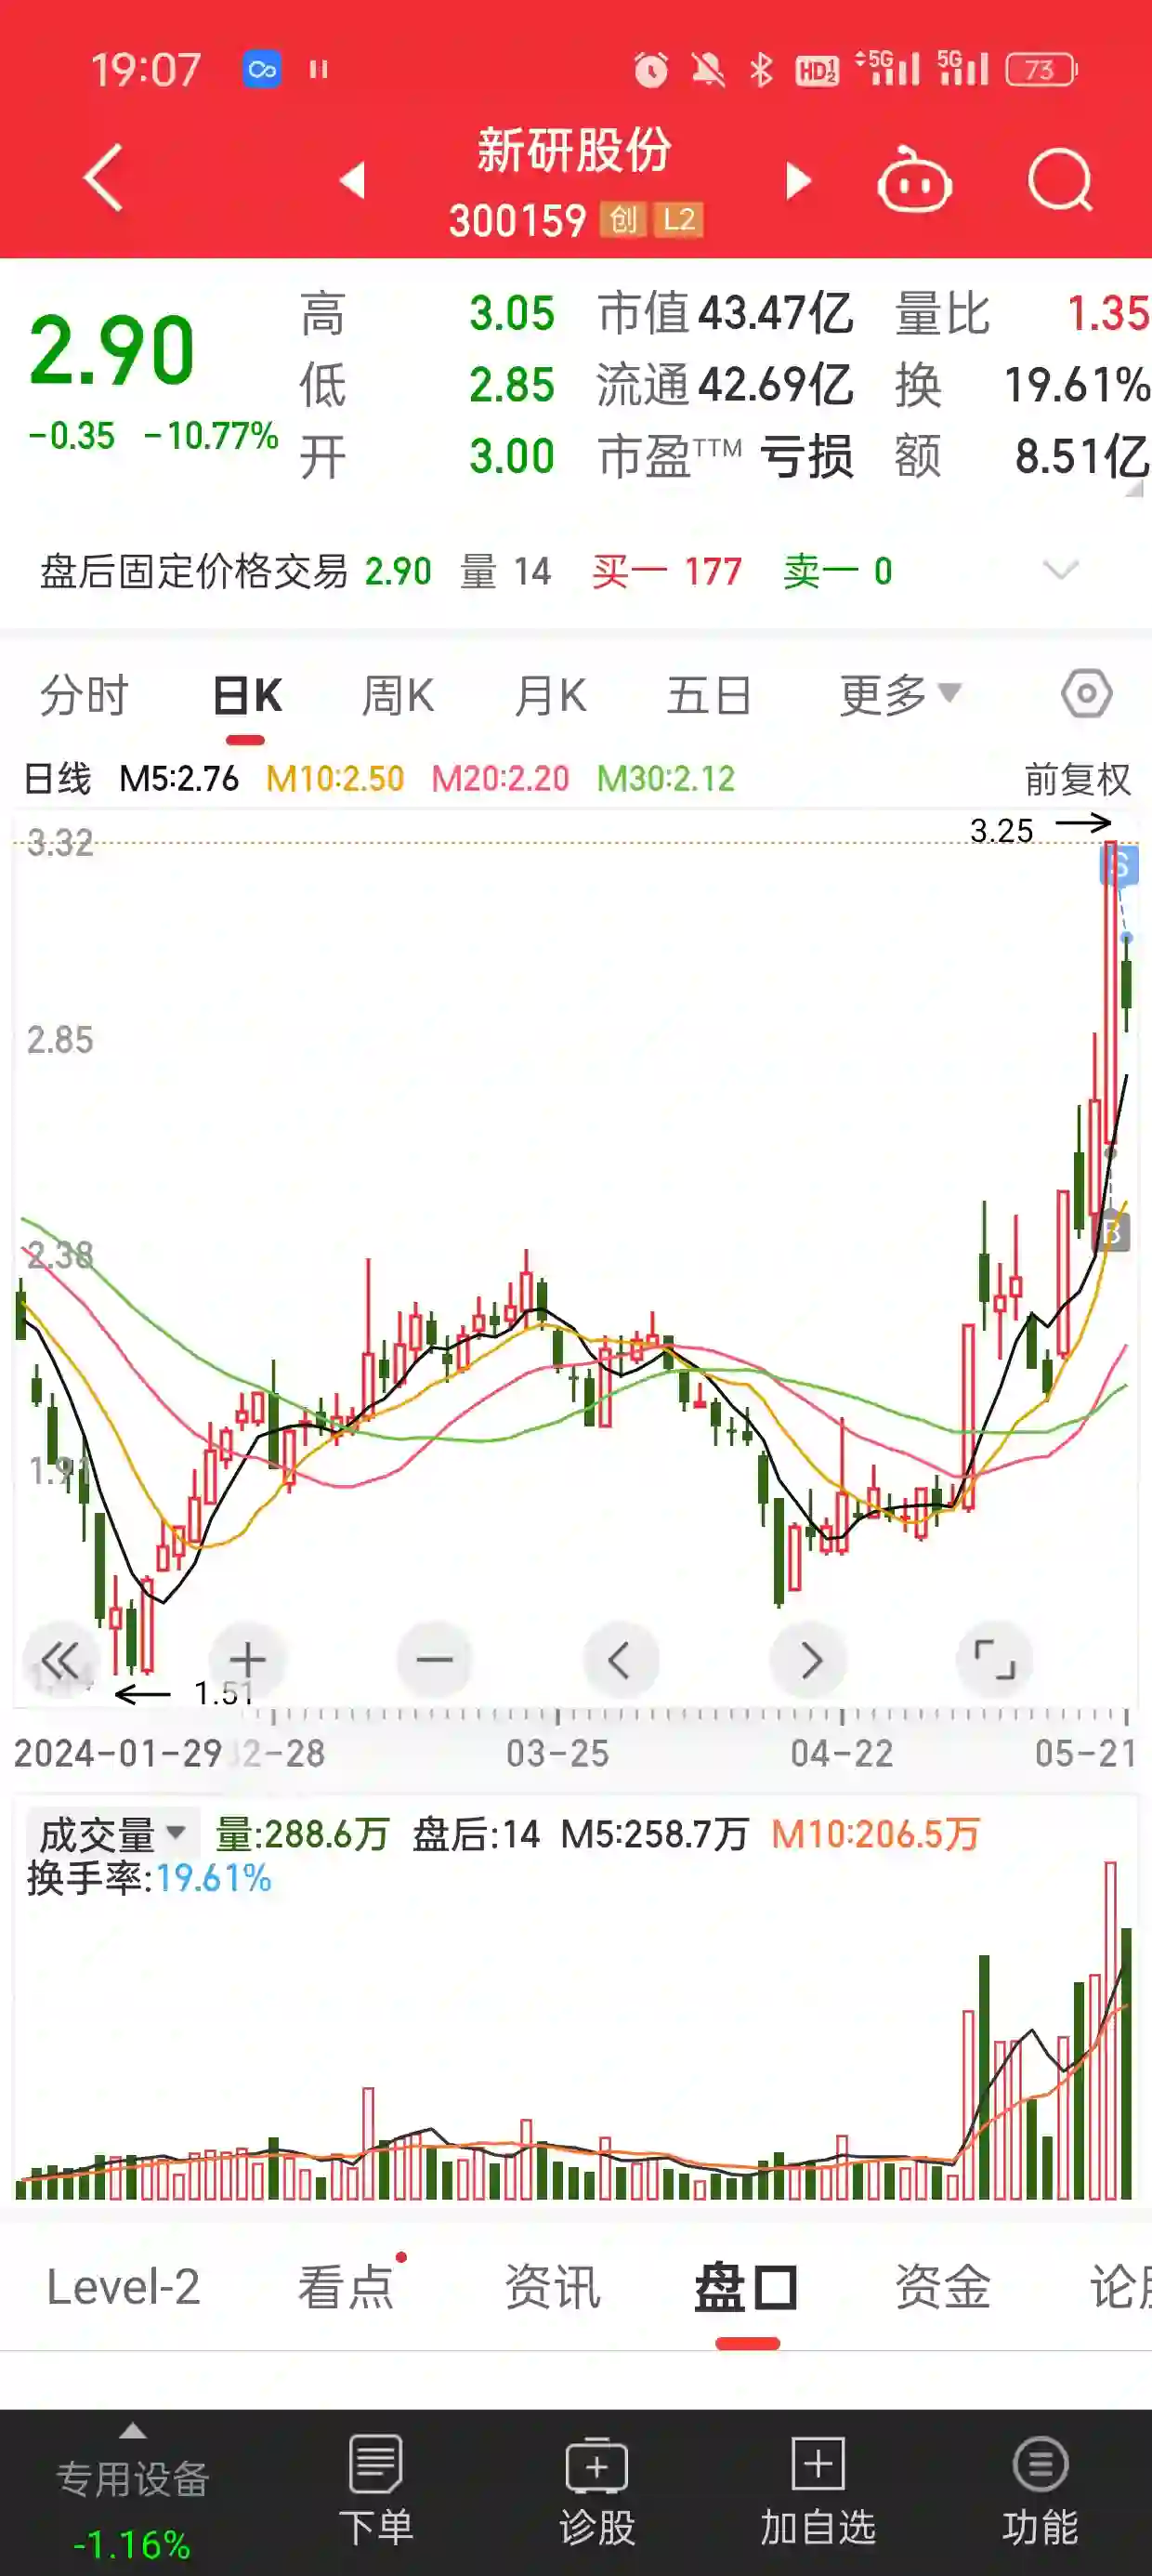 19:07 HD 5G 5G 73
新研股份
300159 创 L2
2.90
-0.35 -10.77%
高 3.05 市值 43.47亿 量比 1.35
低 2.85 流通 42.69亿 换 19.61%
开 3.00 市盈TTM 亏损 额 8.51亿
盘后固定价格交易 2.90 量 14 买一 177 卖一 0
分时 日K 周K 月K 五日 更多
日线 M5:2.76 M10:2.50 M20:2.20 M30:2.12 前复权
3.32
3.25
S
2.85
B
2.38
1.91
1.51
2024-01-29 02-28 03-25 04-22 05-21
成交量 量:288.6万 盘后:14 M5:258.7万 M10:206.5万
换手率:19.61%
Level-2 看点 资讯 盘口 资金
专用设备 下单 诊股 加自选 功能
-1.16%